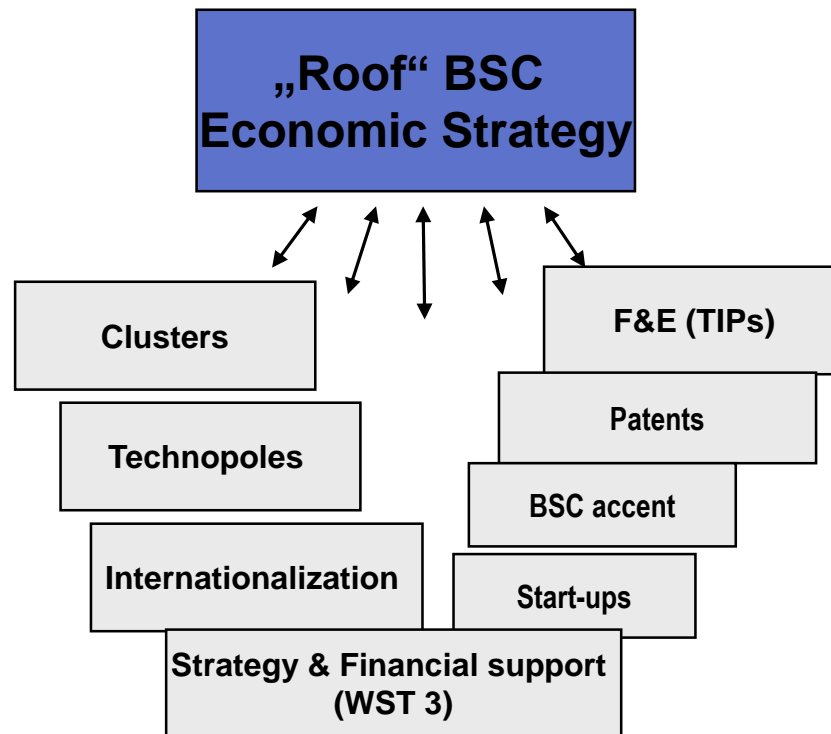 „Roof“ BSC
Economic Strategy
Clusters
F&E (TIPs)
Patents
Technopoles
BSC accent
Internationalization
Start-ups
Strategy & Financial support
(WST 3)